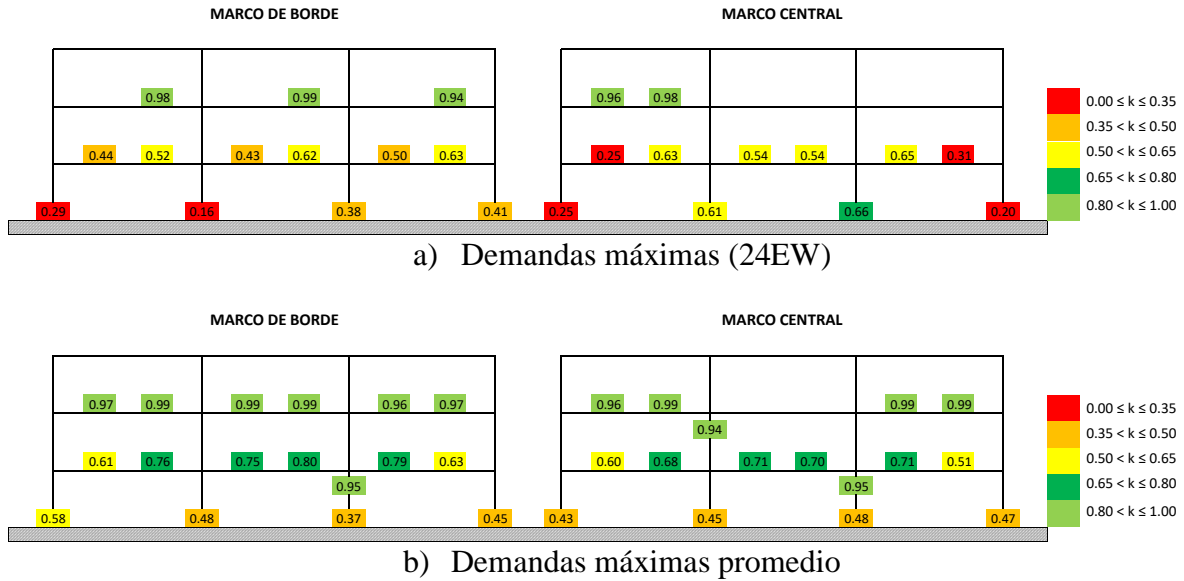 MARCO DE BORDE MARCO CENTRAL
0.98 0.99 0.94 0.96 0.98
0.00 ≤ k ≤ 0.35
0.35 < k ≤ 0.50
0.50 < k ≤ 0.65
0.65 < k ≤ 0.80
0.80 < k ≤ 1.00
0.44 0.52 0.43 0.62 0.50 0.63 0.25 0.63 0.54 0.54 0.65 0.31
0.29 0.16 0.38 0.41 0.25 0.61 0.66 0.20
a) Demandas máximas (24EW)
MARCO DE BORDE MARCO CENTRAL
0.97 0.99 0.99 0.99 0.96 0.97 0.96 0.99 0.99 0.99
0.94
0.00 ≤ k ≤ 0.35
0.35 < k ≤ 0.50
0.50 < k ≤ 0.65
0.65 < k ≤ 0.80
0.80 < k ≤ 1.00
0.61 0.76 0.75 0.80 0.79 0.63 0.60 0.68 0.71 0.70 0.71 0.51
0.95 0.95
0.58 0.48 0.37 0.45 0.43 0.45 0.48 0.47
b) Demandas máximas promedio